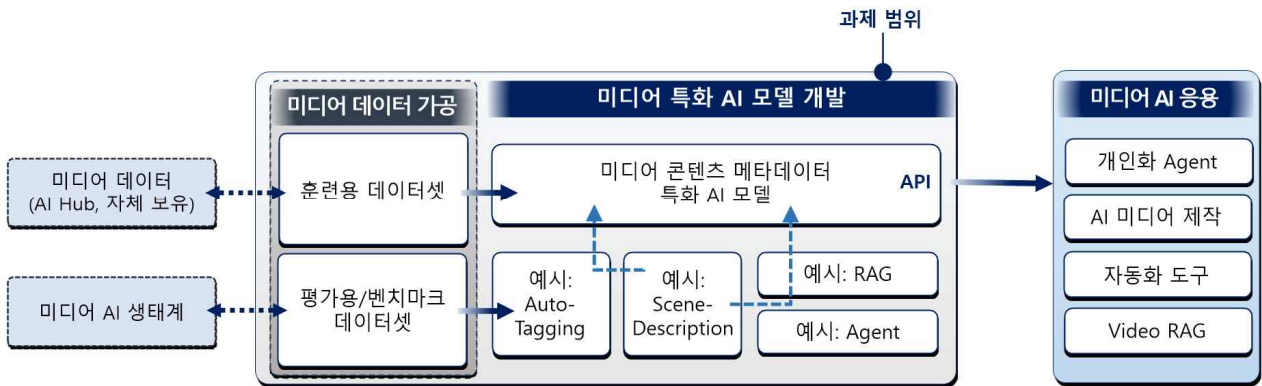 과제 범위
미디어 데이터 가공
미디어 특화 AI 모델 개발
미디어 AI 응용
미디어 데이터
(AI Hub, 자체 보유)
훈련용 데이터셋
미디어 콘텐츠 메타데이터
특화 AI 모델
API
개인화 Agent
AI 미디어 제작
자동화 도구
Video RAG
미디어 AI 생태계
평가용/벤치마크
데이터셋
예시:
Auto-
Tagging
예시:
Scene-
Description
예시: RAG
예시: Agent